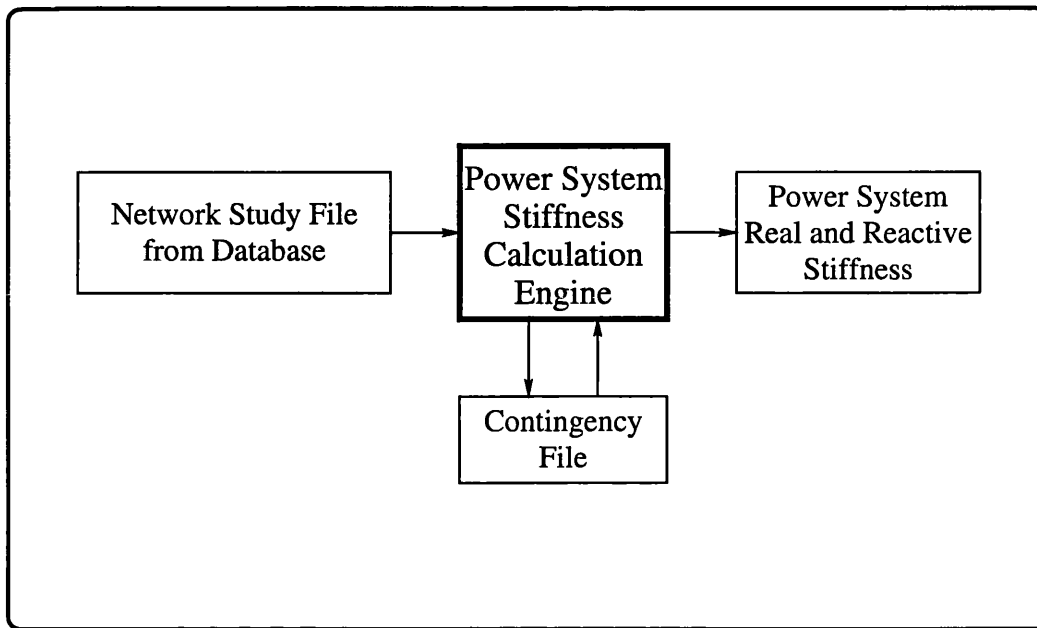 Network Study File
from Database
Power System
Stiffness
Calculation
Engine
Power System
Real and Reactive
Stiffness
Contingency
File